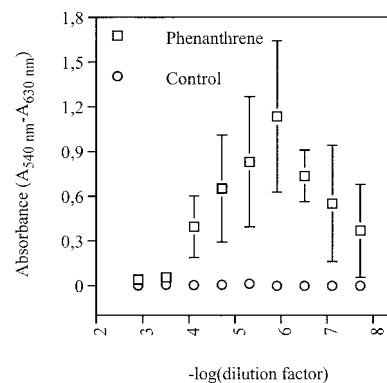 1,8
Phenanthrene
1,5
Control
1,2
0,9
0,6
0,3
0
Absorbance (A540 nm-A630 nm)
2 3 4 5 6 7 8
-log(dilution factor)